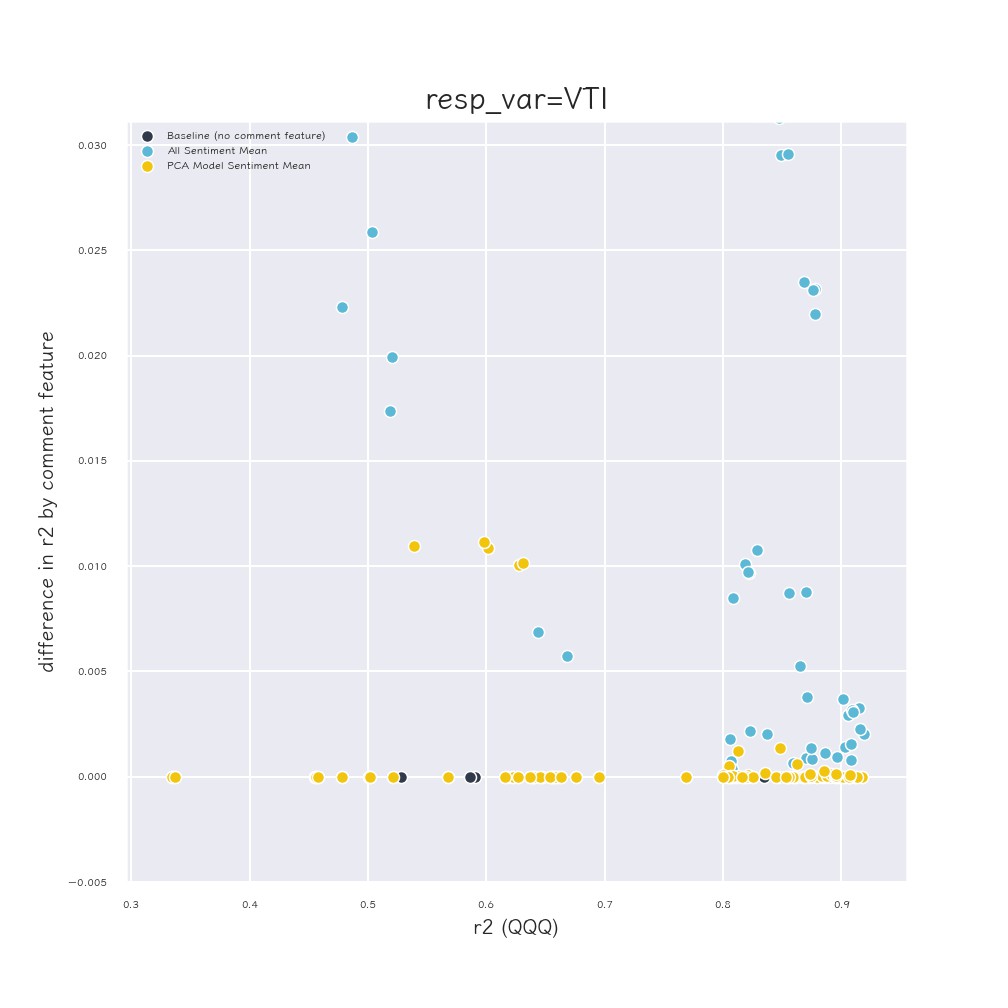 resp_var=VTI
Baseline (no comment feature)
All Sentiment Mean
PCA Model Sentiment Mean
difference in r2 by comment feature
0.030
0.025
0.020
0.015
0.010
0.005
0.000
−0.005
0.3 0.4 0.5 0.6 0.7 0.8 0.9
r2 (QQQ)